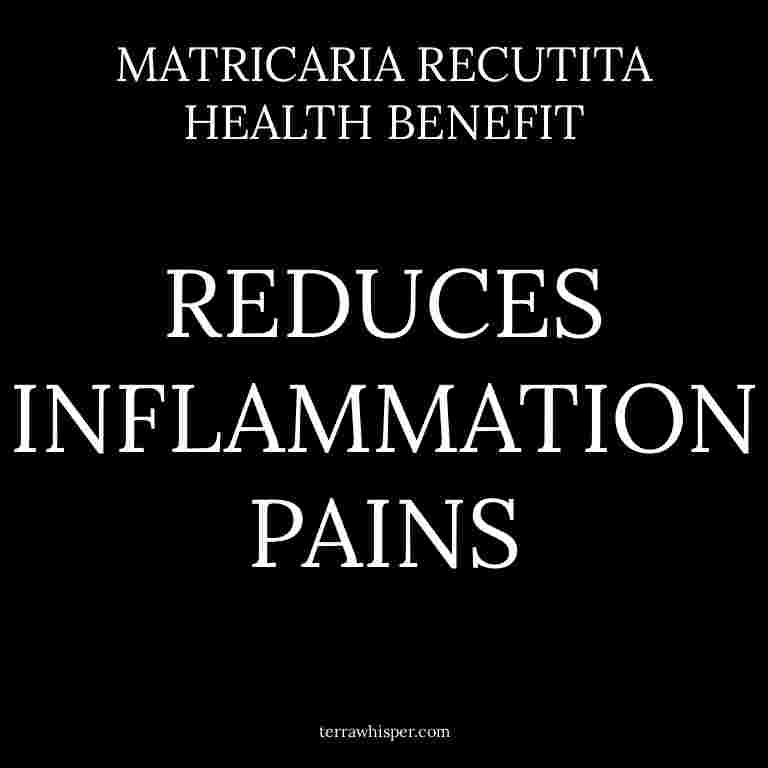 MATRICARIA RECUTITA
HEALTH BENEFIT
REDUCES
INFLAMMATION
PAINS
terrawhisper.com